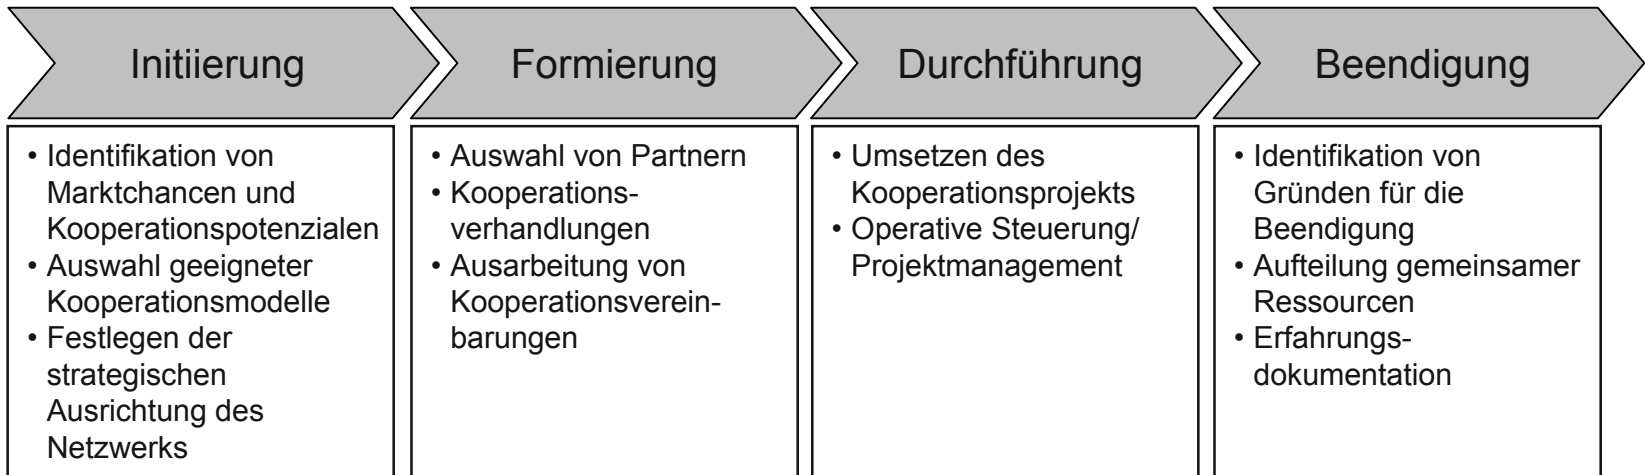 Initiierung
Formierung
Durchführung
Beendigung
• Identifikation von
Marktchancen und
Kooperationspotenzialen
• Auswahl geeigneter
Kooperationsmodelle
• Festlegen der
strategischen
Ausrichtung des
Netzwerks
• Auswahl von Partnern
• Kooperations-
verhandlungen
• Ausarbeitung von
Kooperationsverein-
barungen
• Umsetzen des
Kooperationsprojekts
• Operative Steuerung/
Projektmanagement
• Identifikation von
Gründen für die
Beendigung
• Aufteilung gemeinsamer
Ressourcen
• Erfahrungs-
dokumentation